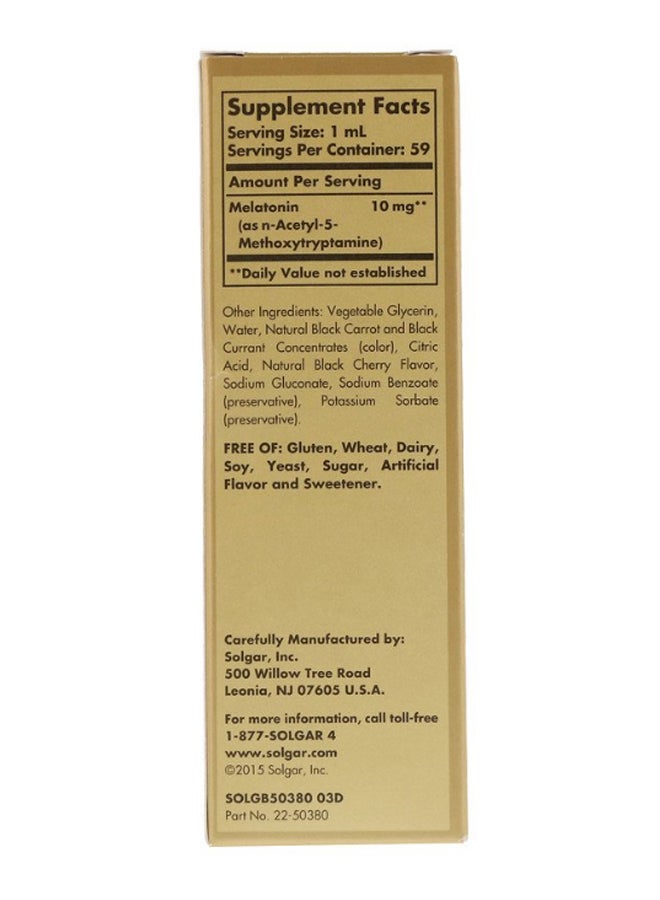 Supplement Facts
Serving Size: 1 mL
Servings Per Container: 59
Amount Per Serving
Melatonin 10 mg**
(as n-Acetyl-5-
Methoxytryptamine)
**Daily Value not established
Other Ingredients: Vegetable Glycerin,
Water, Natural Black Carrot and Black
Currant Concentrates (color), Citric
Acid, Natural Black Cherry Flavor,
Sodium Gluconate, Sodium Benzoate
(preservative), Potassium Sorbate
(preservative).
FREE OF: Gluten, Wheat, Dairy,
Soy, Yeast, Sugar, Artificial
Flavor and Sweetener.
Carefully Manufactured by:
Solgar, Inc.
500 Willow Tree Road
Leonia, NJ 07605 U.S.A.
For more information, call toll-free
1-877-SOLGAR 4
www.solgar.com
©2015 Solgar, Inc.
SOLGB50380 03D
Part No. 22-50380